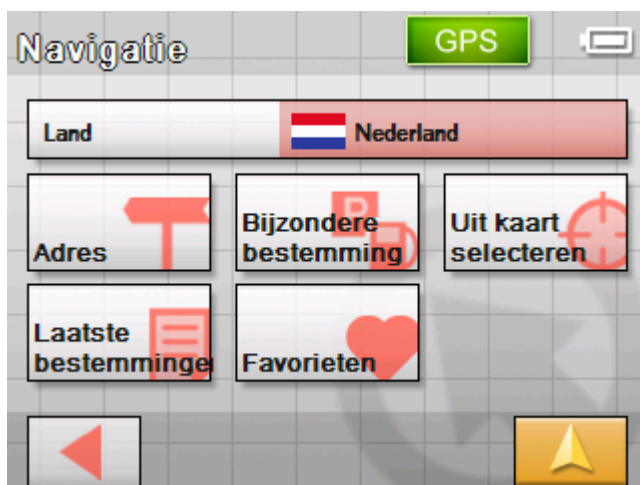 Navigatie
GPS
Land
Nederland
Adres
Bijzondere
bestemming
Uit kaart
selecteren
Laatste
bestemminge
Favorieten